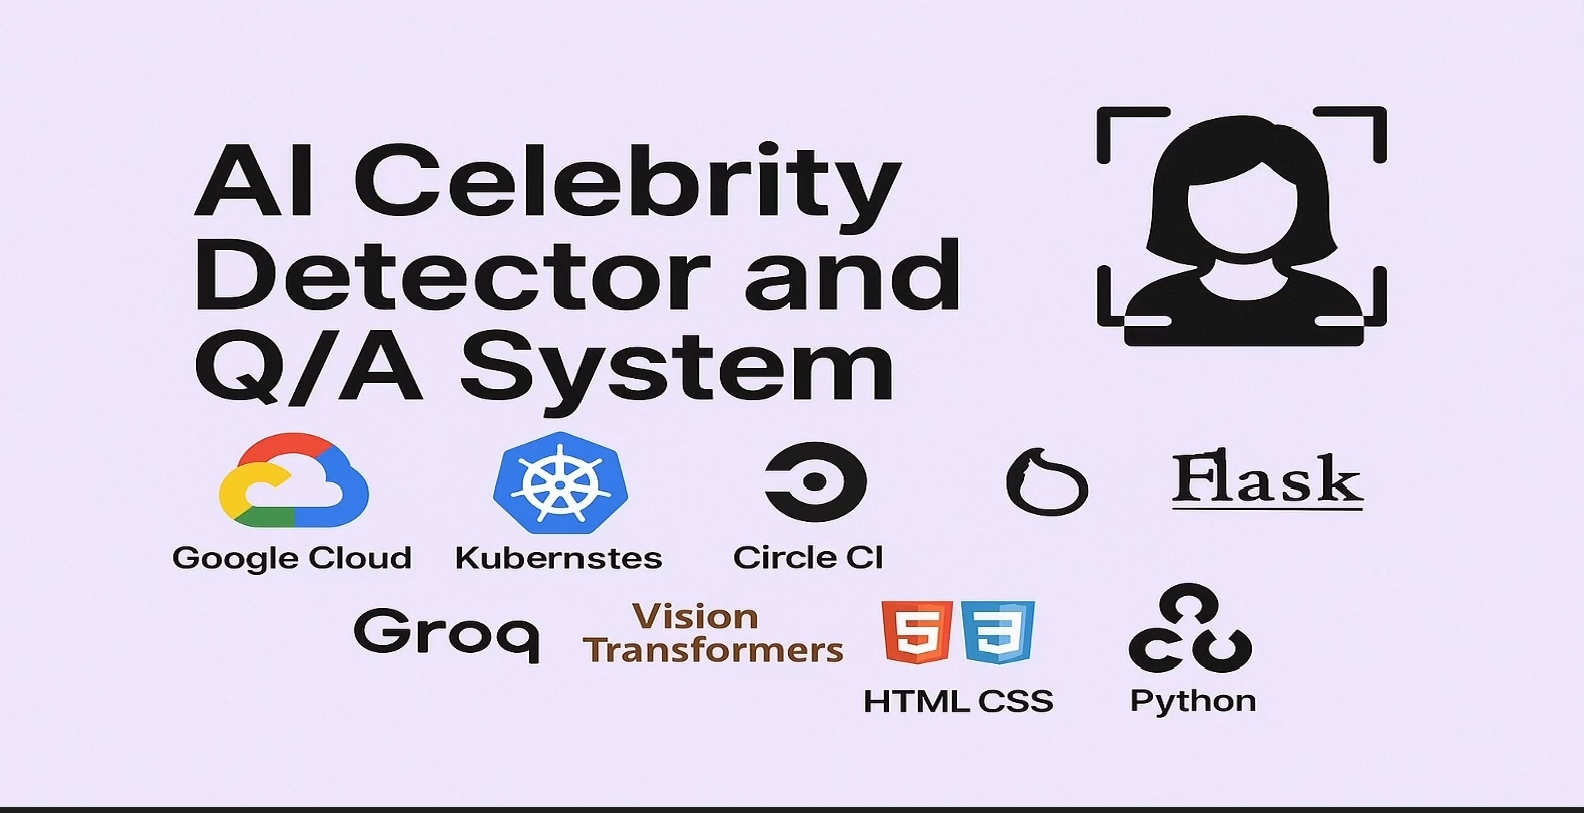 AI Celebrity
Detector and
Q/A System
Google Cloud
Kubernstes
Circle CI
Flask
Groq
Vision
Transformers
5 3
HTML CSS
Python